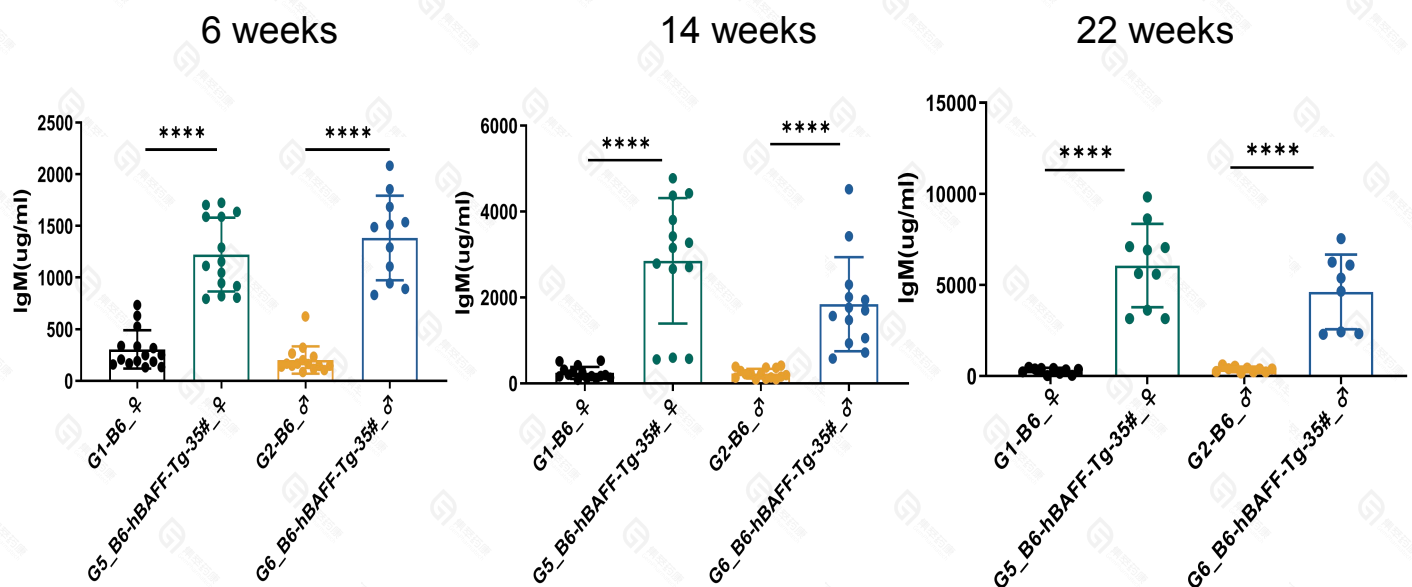 6 weeks
14 weeks
22 weeks
IgM(ug/ml)
2500
2000
1500
1000
500
0
****
****
G1-B6_♀
G5_B6-hBAFF-Tg-35#_♀
G2-B6_♂
G6_B6-hBAFF-Tg-35#_♂
IgM(ug/ml)
6000
4000
2000
0
****
****
G1-B6_♀
G5_B6-hBAFF-Tg-35#_♀
G2-B6_♂
G6_B6-hBAFF-Tg-35#_♂
IgM(ug/ml)
15000
10000
5000
0
****
****
G1-B6_♀
G5_B6-hBAFF-Tg-35#_♀
G2-B6_♂
G6_B6-hBAFF-Tg-35#_♂